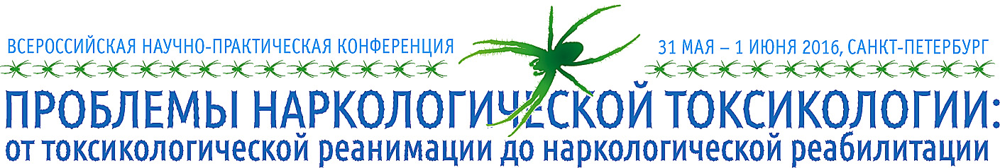 ВСЕРОССИЙСКАЯ НАУЧНО-ПРАКТИЧЕСКАЯ КОНФЕРЕНЦИЯ
31 МАЯ – 1 ИЮНЯ 2016, САНКТ-ПЕТЕРБУРГ
ПРОБЛЕМЫ НАРКОЛОГИЧЕСКОЙ ТОКСИКОЛОГИИ:
от токсикологической реанимации до наркологической реабилитации